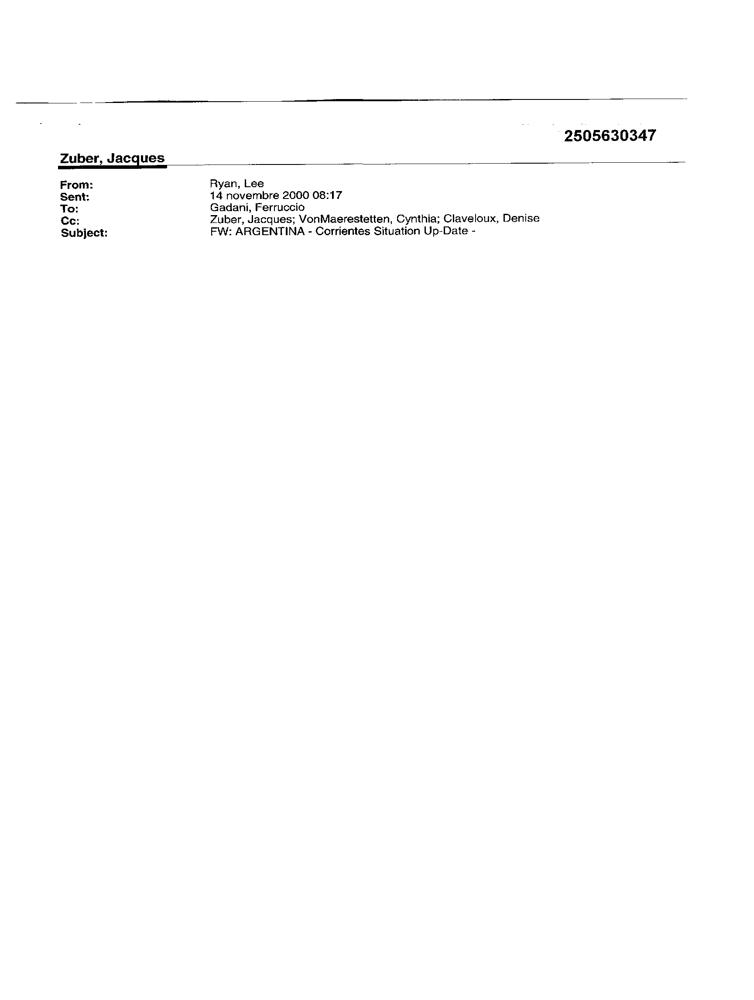 2505630347
Zuber, Jacques
From: Ryan, Lee
Sent: 14 novembre 2000 08:17
To: Gadani, Ferruccio
Cc: Zuber, Jacques; VonMaerestetten, Cynthia; Claveloux, Denise
Subject: FW: ARGENTINA - Corrientes Situation Up-Date -